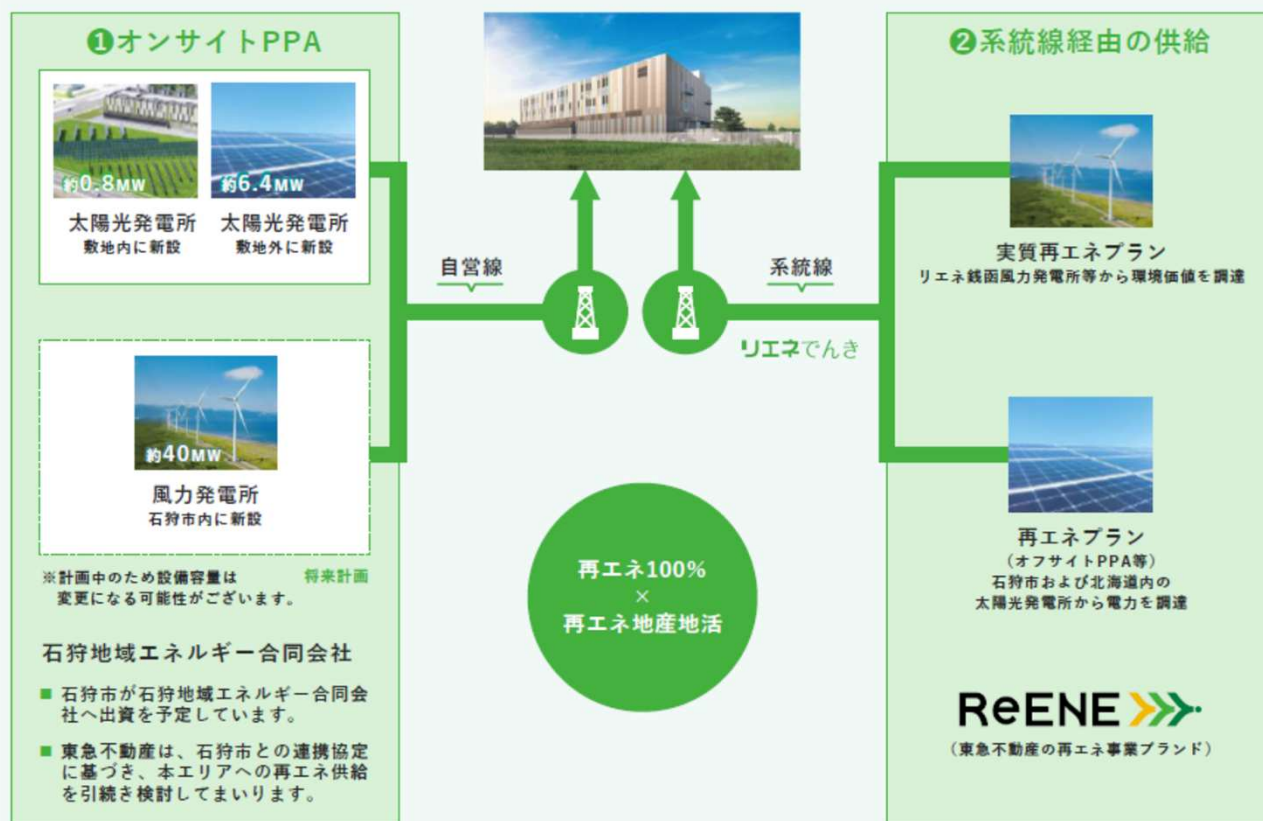 ❶オンサイトPPA
約0.8MW
約6.4MW
太陽光発電所
敷地内に新設
太陽光発電所
敷地外に新設
約40MW
風力発電所
石狩市内に新設
※計画中のため設備容量は
変更になる可能性がございます。
将来計画
石狩地域エネルギー合同会社
■ 石狩市が石狩地域エネルギー合同会
社へ出資を予定しています。
■ 東急不動産は、石狩市との連携協定
に基づき、本エリアへの再エネ供給
を引続き検討してまいります。
自営線
系統線
リエネでんき
再エネ100%
×
再エネ地産地活
❷系統線経由の供給
実質再エネプラン
リエネ銭函風力発電所等から環境価値を調達
再エネプラン
（オフサイトPPA等）
石狩市および北海道内の
太陽光発電所から電力を調達
ReENE
（東急不動産の再エネ事業ブランド）